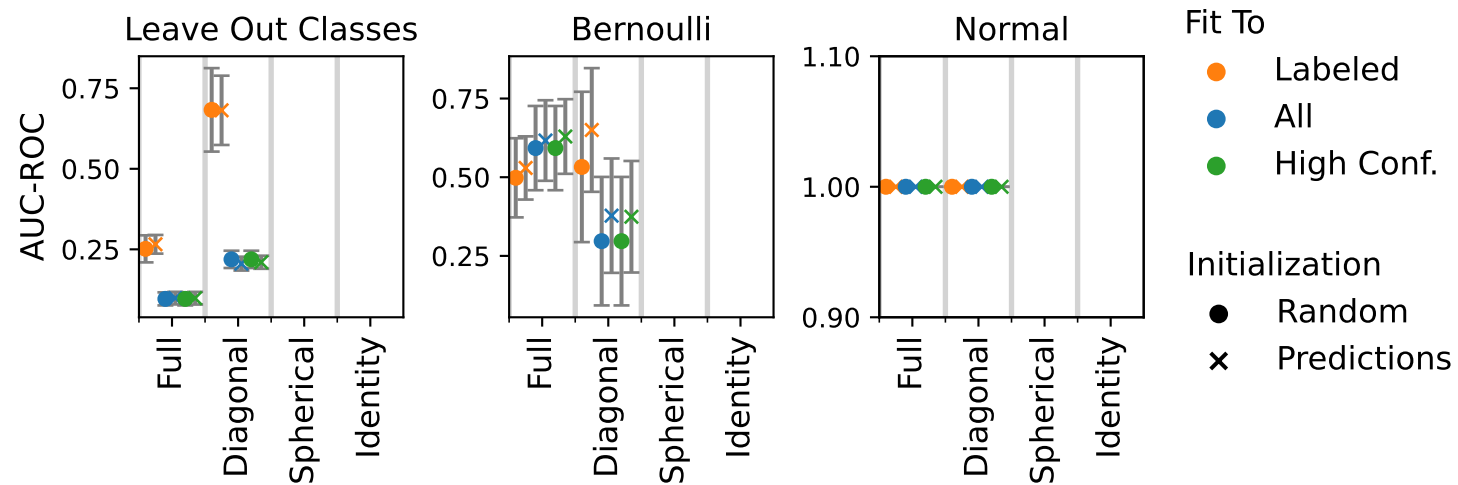 Leave Out Classes
Bernoulli
Normal
AUC-ROC
0.75
0.50
0.25
Full
Diagonal
Spherical
Identity
0.75
0.50
0.25
Full
Diagonal
Spherical
Identity
1.10
1.00
0.90
Full
Diagonal
Spherical
Identity
Fit To
Labeled
All
High Conf.
Initialization
Random
Predictions